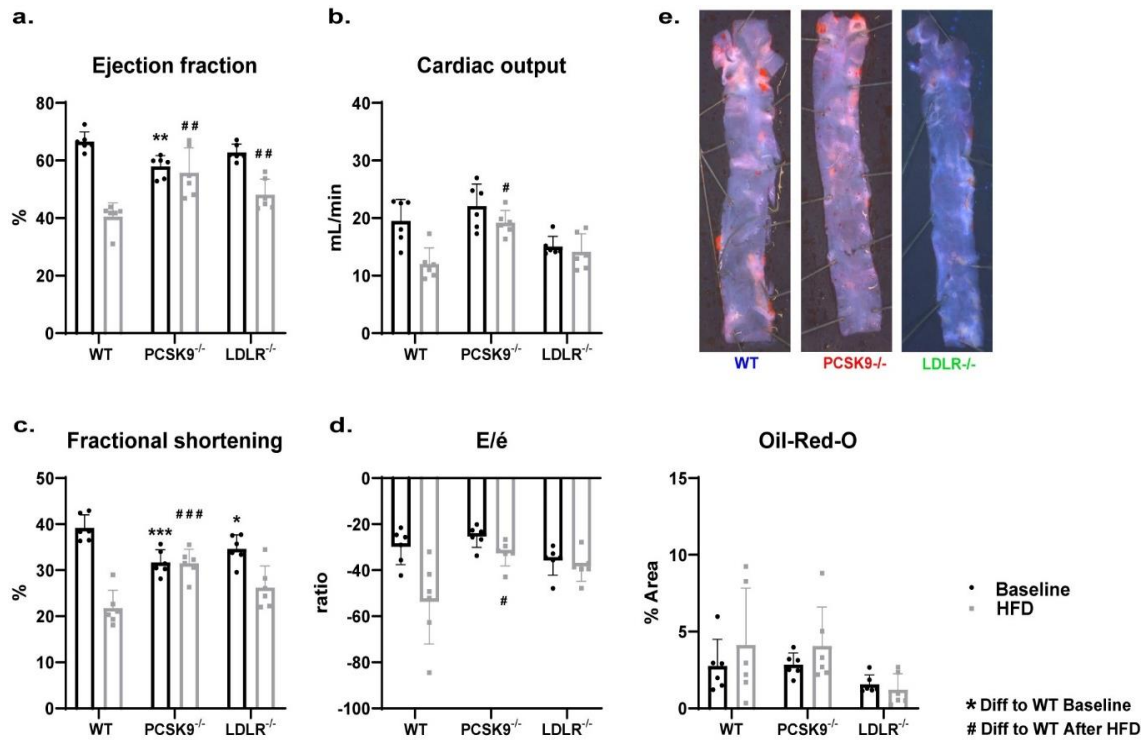 a.
Ejection fraction
80
60
40
20
0
%
**
##
##
WT
PCSK9-/-
LDLR-/-
b.
Cardiac output
40
30
20
10
0
mL/min
#
WT
PCSK9-/-
LDLR-/-
e.
WT
PCSK9-/-
LDLR-/-
c.
Fractional shortening
50
40
30
20
10
0
%
***
###
*
WT
PCSK9-/-
LDLR-/-
d.
E/é
0
-20
-40
-60
-80
-100
ratio
#
WT
PCSK9-/-
LDLR-/-
Oil-Red-O
15
10
5
0
% Area
WT
PCSK9-/-
LDLR-/-
Baseline
HFD
* Diff to WT Baseline
# Diff to WT After HFD